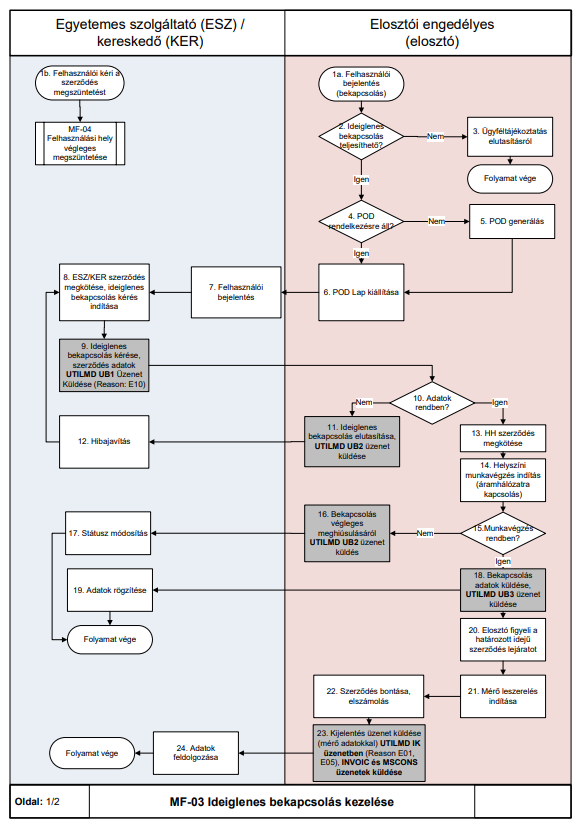 Egyetemes szolgáltató (ESZ) /
kereskedő (KER)
Elosztói engedélyes
(elosztó)
1b. Felhasználói kéri a
szerződés
megszüntetést
MF-04
Felhasználási hely
végleges
megszüntetése
1a. Felhasználói
bejelentés
(bekapcsolás)
2. Ideiglenes
bekapcsolás
teljesíthető?
Nem
3. Ügyféltájékoztatás
elutasításról
Folyamat vége
Igen
4. POD
rendelkezésre áll?
Nem
5. POD generálás
Igen
6. POD Lap kiállítása
7. Felhasználói
bejelentés
8. ESZ/KER szerződés
megkötése, ideiglenes
bekapcsolás kérés
indítása
9. Ideiglenes
bekapcsolás kérése,
szerződés adatok
UTILMD UB1 Üzenet
Küldése (Reason: E10)
10. Adatok
rendben?
Nem
Igen
11. Ideiglenes
bekapcsolás elutasítása,
UTILMD UB2 üzenet
küldése
12. Hibajavítás
13. HH szerződés
megkötése
14. Helyszíni
munkavégzés indítás
(áramhálózatra
kapcsolás)
15.Munkavégzés
rendben?
Nem
16. Bekapcsolás
végleges
meghiúsulásáról
UTILMD UB2 üzenet
küldés
17. Státusz módosítás
Igen
18. Bekapcsolás
adatok küldése,
UTILMD UB3 üzenet
küldése
19. Adatok rögzítése
Folyamat vége
20. Elosztó figyeli a
határozott idejű
szerződés lejáratot
21. Mérő leszerelés
indítása
22. Szerződés bontása,
elszámolás
23. Kijelentés üzenet küldése
(mérő adatokkal) UTILMD IK
üzenetben (Reason E01,
E05), INVOIC és MSCONS
üzenetek küldése
24. Adatok
feldolgozása
Folyamat vége
Oldal: 1/2
MF-03 Ideiglenes bekapcsolás kezelése